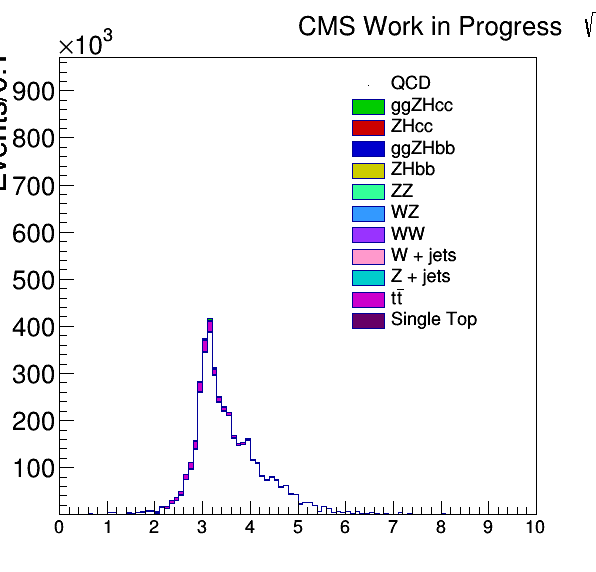 CMS Work in Progress √
×10³
Events/0.1
900
800
700
600
500
400
300
200
100
0 1 2 3 4 5 6 7 8 9 10
QCD
ggZHcc
ZHcc
ggZHbb
ZHbb
ZZ
WZ
WW
W + jets
Z + jets
tt̄
Single Top